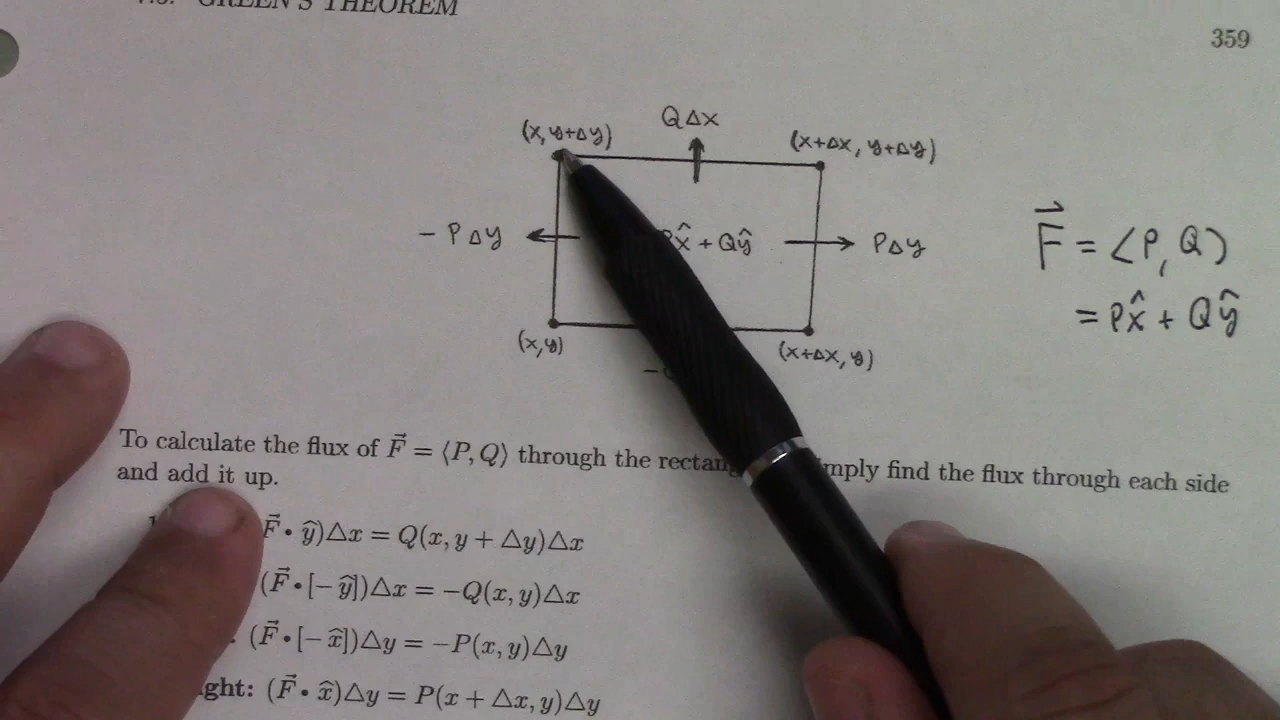 GREEN'S THEOREM
359
Q△x
(x, y+△y)
(x+△x, y+△y)
-P△y
x̂ + Qŷ
P△y
F⃗ = ⟨P, Q⟩
= Px̂ + Qŷ
(x,y)
(x+△x, y)
To calculate the flux of F⃗ = ⟨P, Q⟩ through the mply find the flux through each side
and add it up.
F⃗ • ŷ)△x = Q(x, y + △y)△x
(F⃗ • [−ŷ])△x = −Q(x, y)△x
(F⃗ • [−x̂])△y = −P(x, y)△y
ght: (F⃗ • x̂)△y = P(x + △x, y)△y